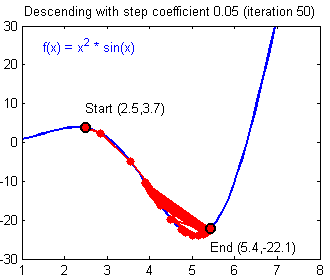 Descending with step coefficient 0.05 (iteration 50)
30
f(x) = x² * sin(x)
20
10
Start (2.5,3.7)
0
-10
-20
End (5.4,-22.1)
-30
1 2 3 4 5 6 7 8